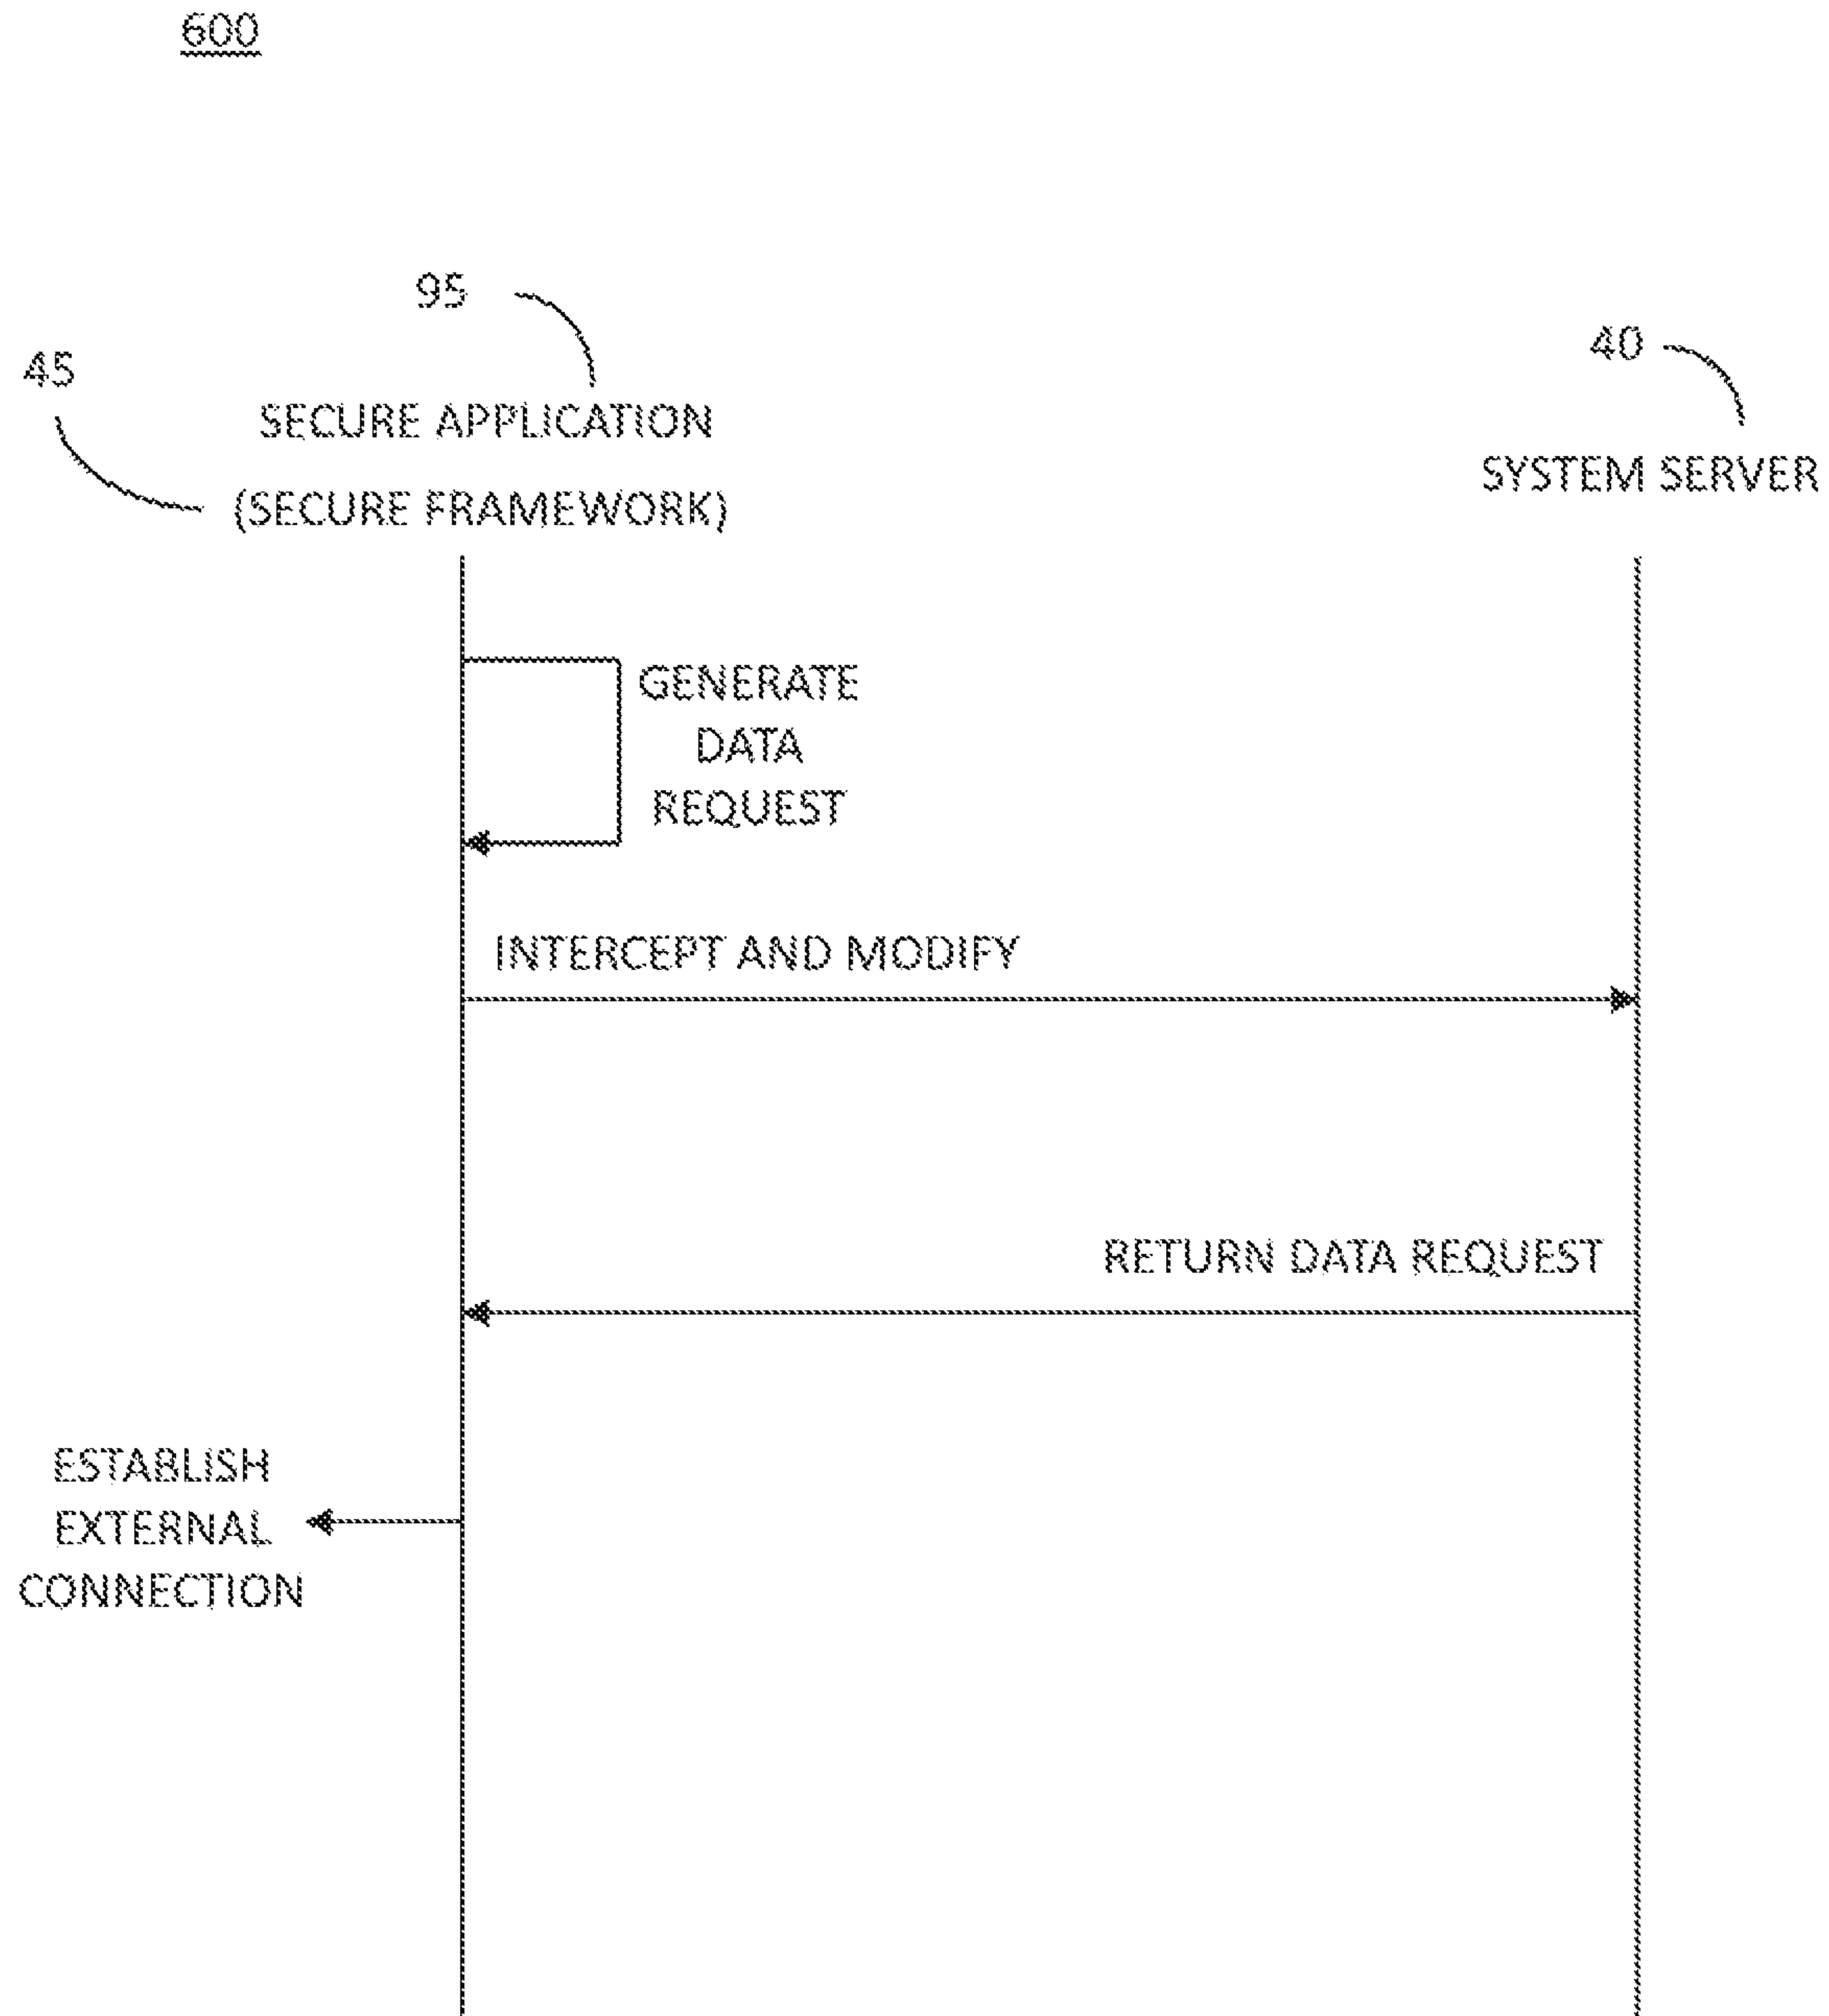 600
95
45
40
SECURE APPLICATION
(SECURE FRAMEWORK)
SYSTEM SERVER
GENERATE
DATA
REQUEST
INTERCEPT AND MODIFY
RETURN DATA REQUEST
ESTABLISH
EXTERNAL
CONNECTION